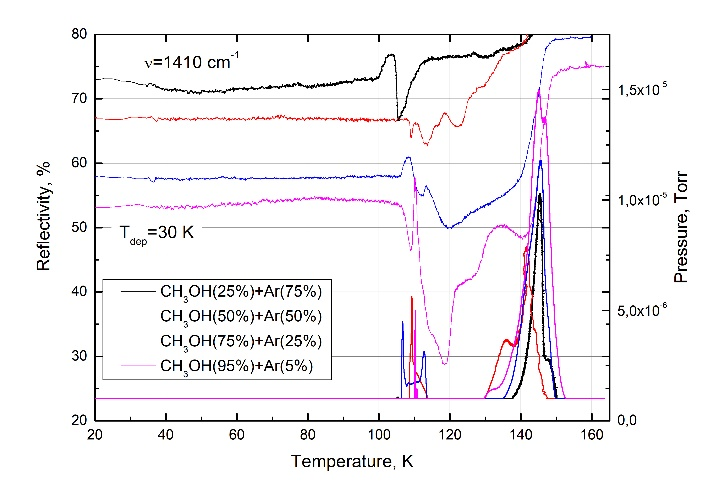 80
70
60
50
40
30
20
Reflectivity, %
ν=1410 cm⁻¹
T_dep=30 K
CH₃OH(25%)+Ar(75%)
CH₃OH(50%)+Ar(50%)
CH₃OH(75%)+Ar(25%)
CH₃OH(95%)+Ar(5%)
1,5x10⁻⁵
1,0x10⁻⁵
5,0x10⁻⁶
0,0
Pressure, Torr
20 40 60 80 100 120 140 160
Temperature, K